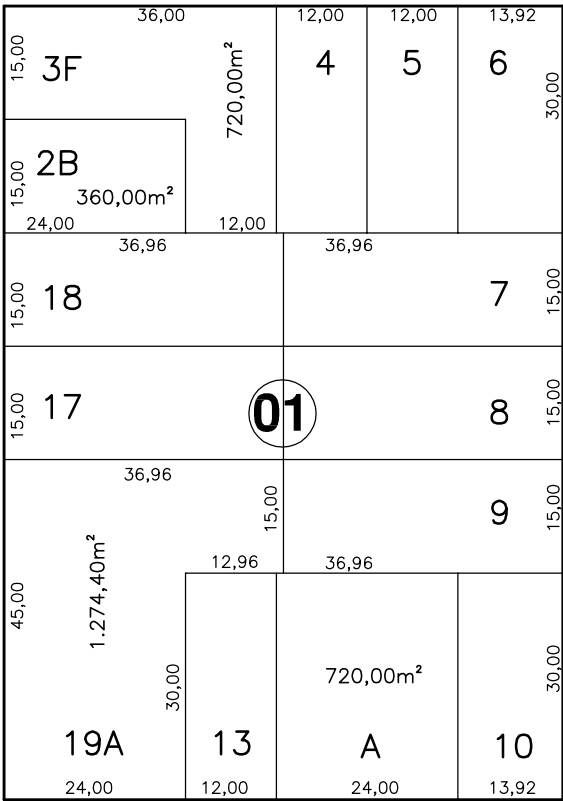 36,00 12,00 12,00 13,92
15,00 3F 720,00m² 4 5 6 30,00
15,00 2B 360,00m²
24,00 12,00
36,96 36,96
15,00 18 7 15,00
15,00 17 01 8 15,00
36,96 15,00 9 15,00
12,96 36,96
45,00 1.274,40m² 30,00 720,00m² 30,00
19A 13 A 10
24,00 12,00 24,00 13,92